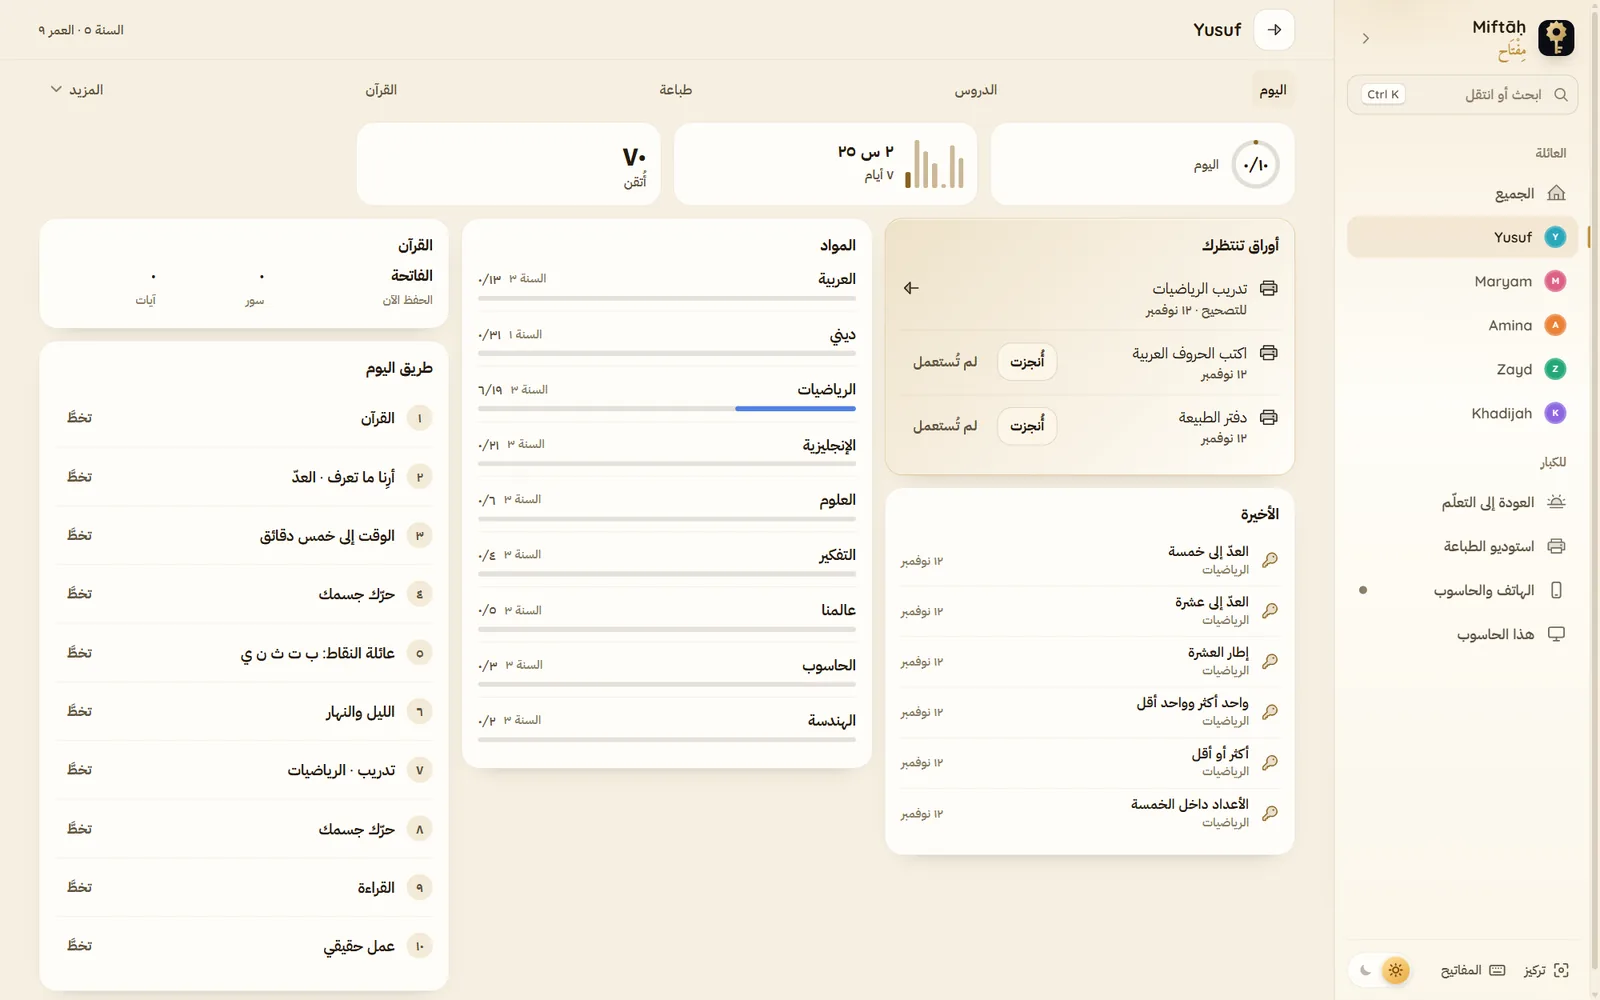 Miftāḥ
مِفْتَاح
ابحث أو انتقل
Ctrl K
العائلة
الجميع
Y Yusuf
M Maryam
A Amina
Z Zayd
K Khadijah
للكبار
العودة إلى التعلّم
استوديو الطباعة
الهاتف والحاسوب
هذا الحاسوب
تركيز
المفاتيح
Yusuf
السنة ٥ · العمر ٩
اليوم
الدروس
طباعة
القرآن
المزيد
٠/١٠
اليوم
٢ س ٢٥
٧ أيام
٧٠
أُتقن
أوراق تنتظرك
تدريب الرياضيات
للتصحيح · ١٢ نوفمبر
اكتب الحروف العربية
١٢ نوفمبر
أُنجزت
لم تُستعمل
دفتر الطبيعة
١٢ نوفمبر
أُنجزت
لم تُستعمل
الأخيرة
العدّ إلى خمسة
الرياضيات
١٢ نوفمبر
العدّ إلى عشرة
الرياضيات
١٢ نوفمبر
إطار العشرة
الرياضيات
١٢ نوفمبر
واحد أكثر وواحد أقل
الرياضيات
١٢ نوفمبر
أكثر أو أقل
الرياضيات
١٢ نوفمبر
الأعداد داخل الخمسة
الرياضيات
١٢ نوفمبر
المواد
العربية السنة ٣ ٠/١٣
ديني السنة ١ ٠/٣١
الرياضيات السنة ٣ ٦/١٩
الإنجليزية السنة ٣ ٠/٢١
العلوم السنة ٣ ٠/٦
التفكير السنة ٣ ٠/٤
عالمنا السنة ٣ ٠/٥
الحاسوب السنة ٣ ٠/٣
الهندسة السنة ٣ ٠/٢
القرآن
الفاتحة
الحفظ الآن
٠
سور
٠
آيات
طريق اليوم
١ القرآن تخطَّ
٢ أرِنا ما تعرف · العدّ تخطَّ
٣ الوقت إلى خمس دقائق تخطَّ
٤ حرّك جسمك تخطَّ
٥ عائلة النقاط: ب ت ث ن ي تخطَّ
٦ الليل والنهار تخطَّ
٧ تدريب · الرياضيات تخطَّ
٨ حرّك جسمك تخطَّ
٩ القراءة تخطَّ
١٠ عمل حقيقي تخطَّ